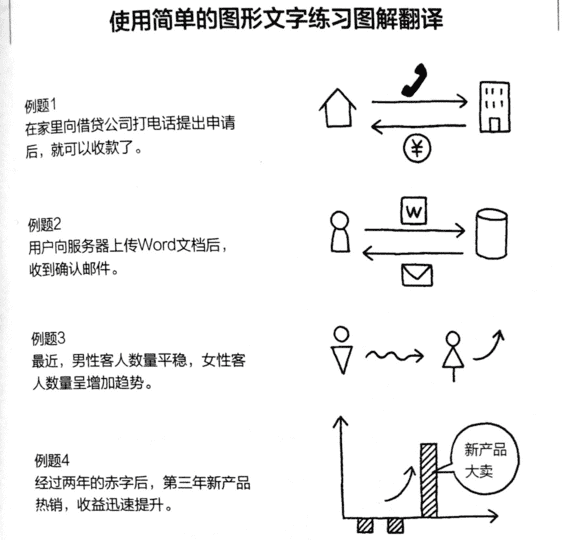 使用简单的图形文字练习图解翻译
例题1
在家里向借贷公司打电话提出申请
后，就可以收款了。
¥
例题2
用户向服务器上传Word文档后，
收到确认邮件。
W
例题3
最近，男性客人数量平稳，女性客
人数量呈增加趋势。
例题4
经过两年的赤字后，第三年新产品
热销，收益迅速提升。
新产品
大卖